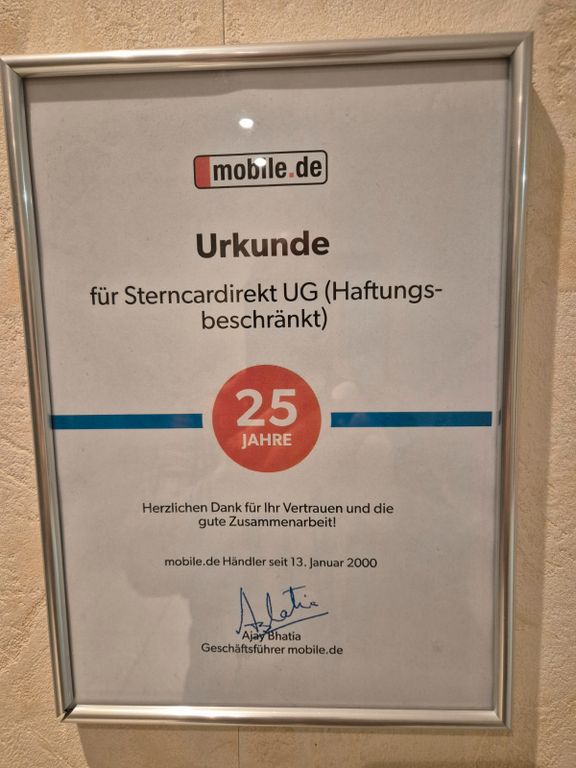 mobile.de
Urkunde
für Sterncardirekt UG (Haftungs-
beschränkt)
25
JAHRE
Herzlichen Dank für Ihr Vertrauen und die
gute Zusammenarbeit!
mobile.de Händler seit 13. Januar 2000
Ajay Bhatia
Geschäftsführer mobile.de